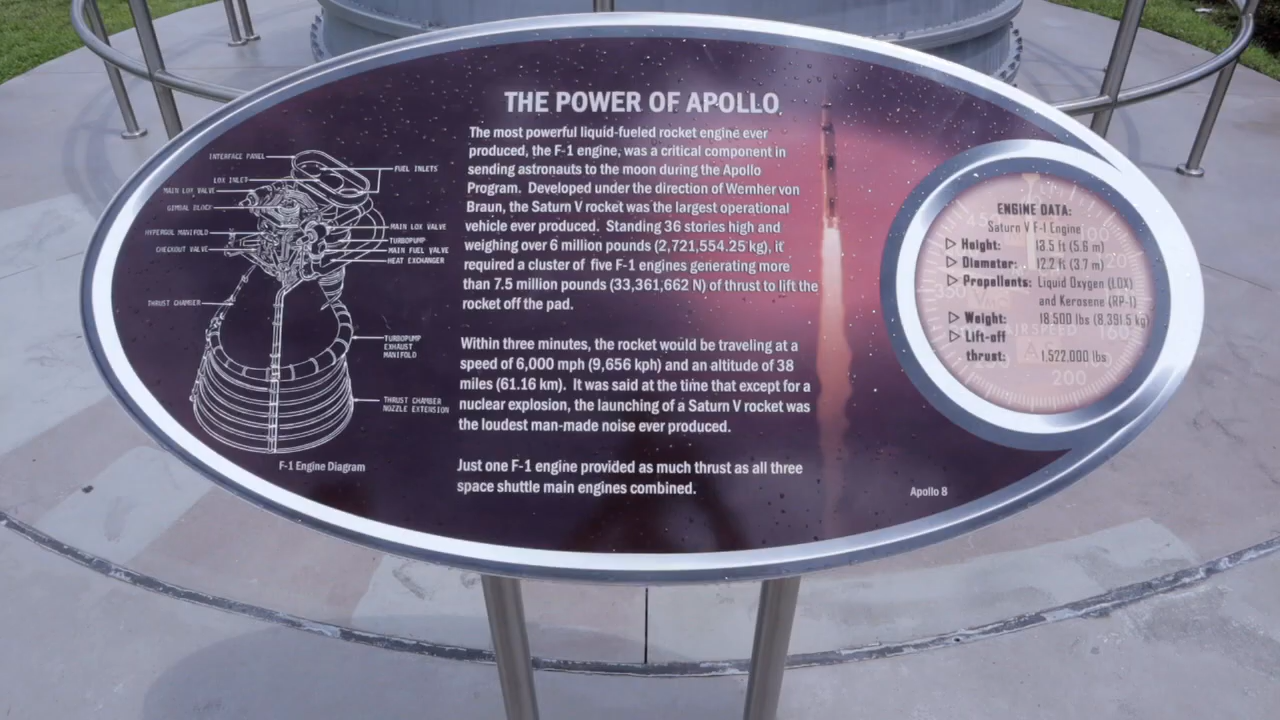 THE POWER OF APOLLO
The most powerful liquid-fueled rocket engine ever
produced, the F-1 engine, was a critical component in
sending astronauts to the moon during the Apollo
Program. Developed under the direction of Wernher von
Braun, the Saturn V rocket was the largest operational
vehicle ever produced. Standing 36 stories high and
weighing over 6 million pounds (2,721,554.25 kg), it
required a cluster of five F-1 engines generating more
than 7.5 million pounds (33,361,662 N) of thrust to lift the
rocket off the pad.
Within three minutes, the rocket would be traveling at a
speed of 6,000 mph (9,656 kph) and an altitude of 38
miles (61.16 km). It was said at the time that except for a
nuclear explosion, the launching of a Saturn V rocket was
the loudest man-made noise ever produced.
Just one F-1 engine provided as much thrust as all three
space shuttle main engines combined.
INTERFACE PANEL
LOX INLET
MAIN LOX VALVE
GIMBAL BLOCK
HYPERGOL MANIFOLD
CHECKOUT VALVE
THRUST CHAMBER
FUEL INLETS
MAIN LOX VALVE
TURBOPUMP
MAIN FUEL VALVE
HEAT EXCHANGER
TURBOPUMP
EXHAUST
MANIFOLD
THRUST CHAMBER
NOZZLE EXTENSION
F-1 Engine Diagram
Apollo 8
ENGINE DATA:
Saturn V F-1 Engine
Height: 18.5 ft (5.6 m)
Diameter: 12.2 ft (3.7 m)
Propellents: Liquid Oxygen (LOX)
and Kerosene (RP-1)
Weight: 18,500 lbs (8,391.5 kg)
Lift-off
thrust: 1,522,000 lbs
AIRSPEED
200